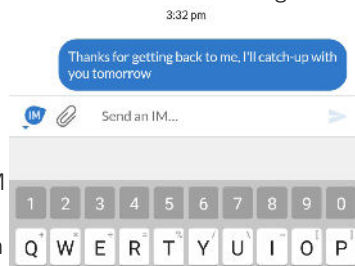 3:32 pm
Thanks for getting back to me, I'll catch-up with
you tomorrow
IM
Send an IM...
1 2 3 4 5 6 7 8 9 0
+ × ÷ = % / \ – [ ]
Q W E R T Y U I O P